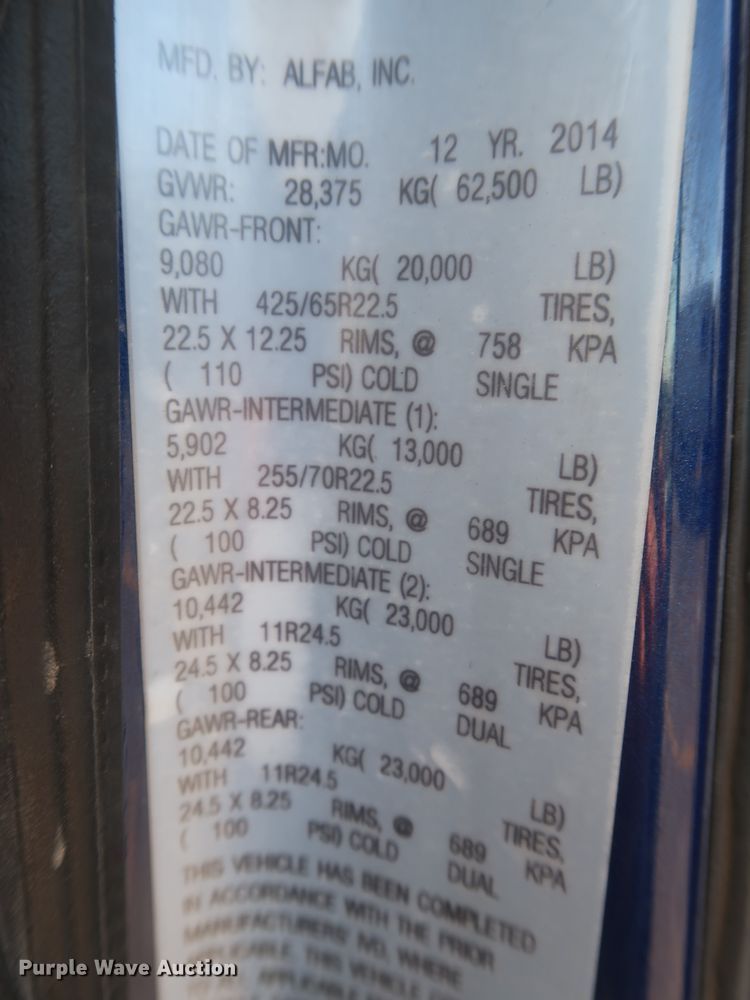 MFD. BY: ALFAB, INC.
DATE OF MFR:MO. 12 YR. 2014
GVWR: 28,375 KG( 62,500 LB)
GAWR-FRONT:
9,080 KG( 20,000 LB)
WITH 425/65R22.5 TIRES,
22.5 X 12.25 RIMS, @ 758 KPA
( 110 PSI) COLD SINGLE
GAWR-INTERMEDIATE (1):
5,902 KG( 13,000 LB)
WITH 255/70R22.5 TIRES,
22.5 X 8.25 RIMS, @ 689 KPA
( 100 PSI) COLD SINGLE
GAWR-INTERMEDIATE (2):
10,442 KG( 23,000 LB)
WITH 11R24.5 TIRES,
24.5 X 8.25 RIMS, @ 689 KPA
( 100 PSI) COLD DUAL
GAWR-REAR:
10,442 KG( 23,000 LB)
WITH 11R24.5 TIRES,
24.5 X 8.25 RIMS, @ 689 KPA
( 100 PSI) COLD DUAL
THIS VEHICLE HAS BEEN COMPLETED
IN ACCORDANCE WITH THE PRIOR
MANUFACTURERS' IVD, WHERE
APPLICABLE. THIS VEHICLE
Purple Wave Auction